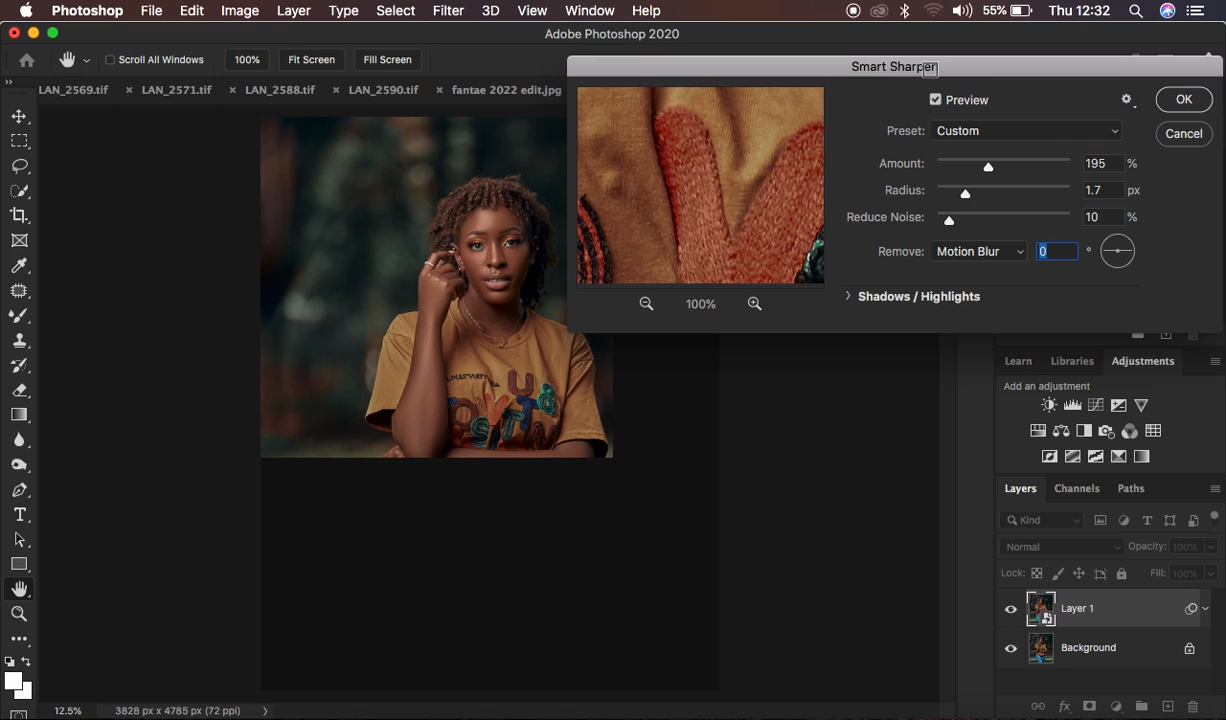 Photoshop File Edit Image Layer Type Select Filter 3D View Window Help 55% Thu 12:32
Adobe Photoshop 2020
Scroll All Windows 100% Fit Screen Fill Screen
LAN_2569.tif × LAN_2571.tif × LAN_2588.tif × LAN_2590.tif × fantae 2022 edit.jpg
Smart Sharpen
Preview
OK
Preset: Custom
Cancel
Amount: 195 %
Radius: 1.7 px
Reduce Noise: 10 %
Remove: Motion Blur 0 °
100%
Shadows / Highlights
Learn Libraries Adjustments
Add an adjustment
Layers Channels Paths
Kind
Normal Opacity: 100%
Lock: Fill: 100%
Layer 1
Background
12.5% 3828 px x 4785 px (72 ppi)